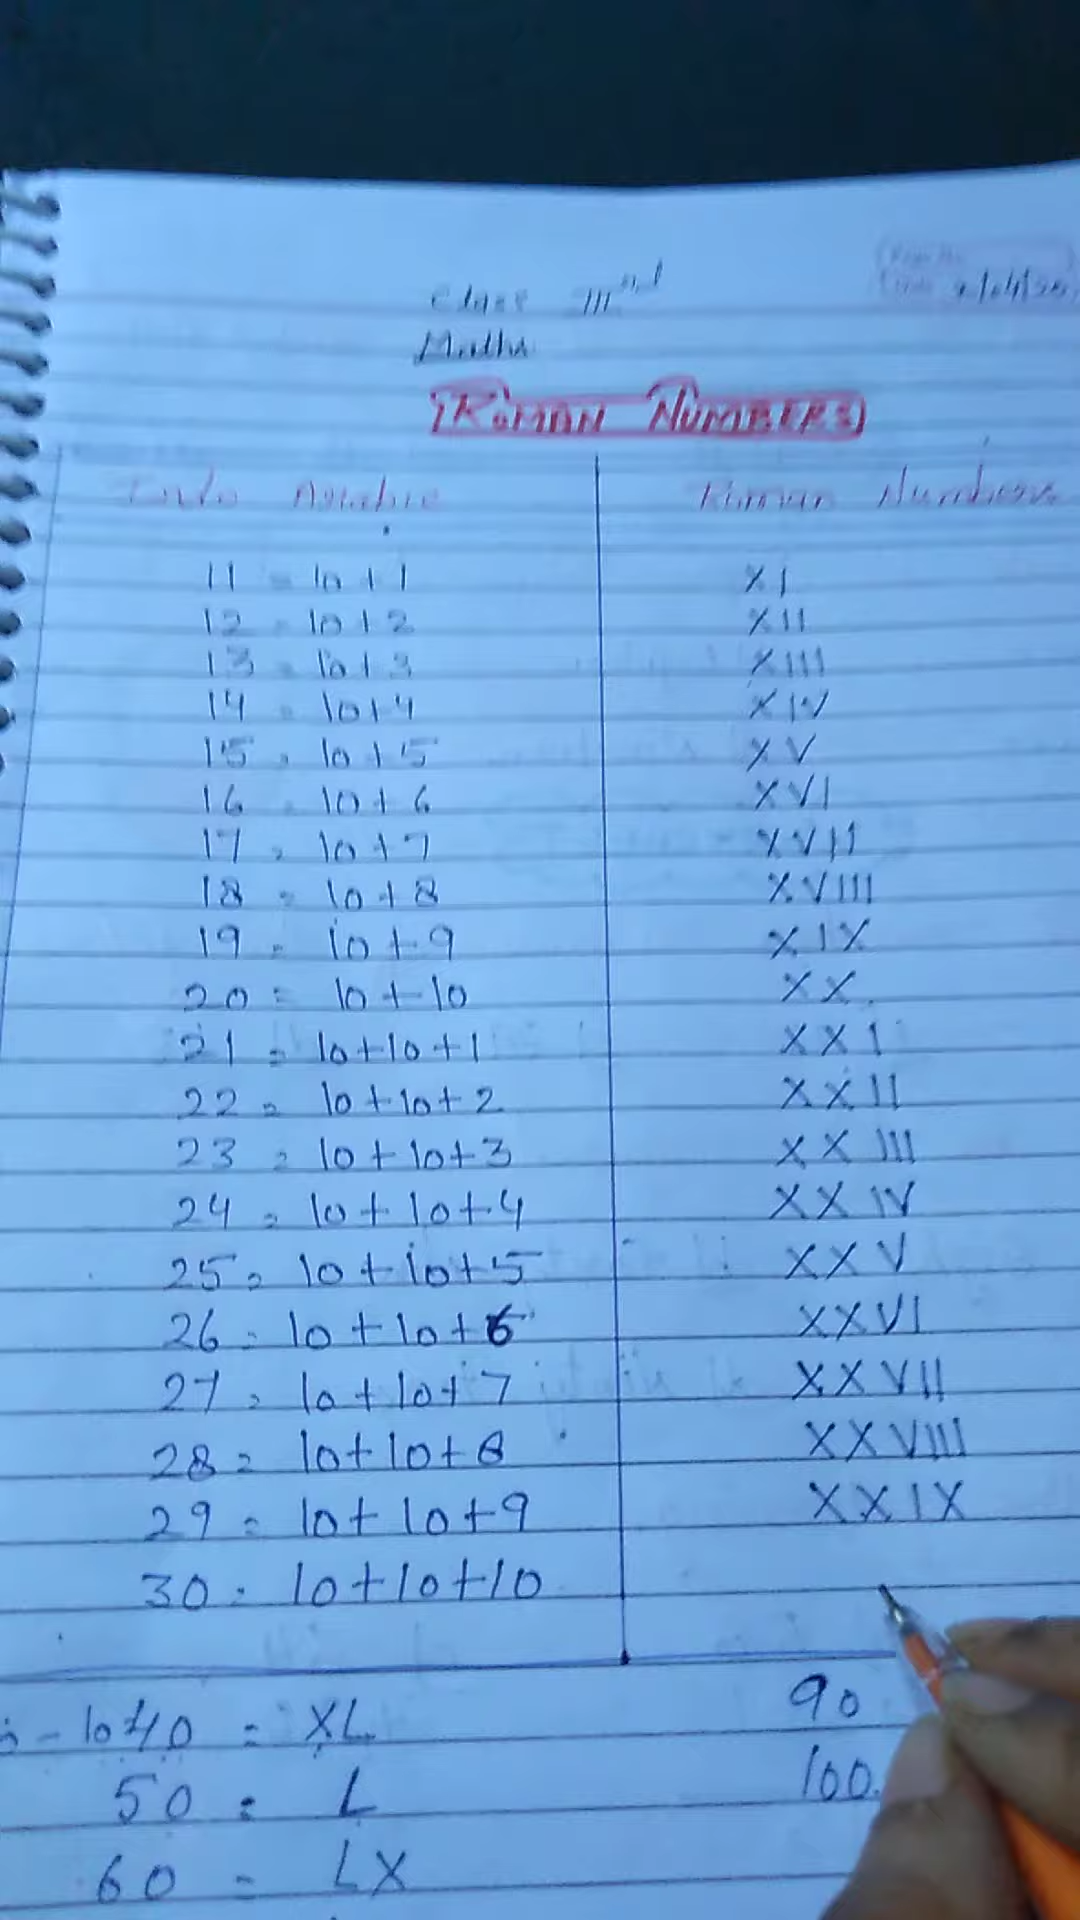 Class IIIrd
Maths
ROMAN NUMBERS
Indo Arabic Roman Numbers
11 = 10+1 XI
12 = 10+2 XII
13 = 10+3 XIII
14 = 10+4 XIV
15 = 10+5 XV
16 = 10+6 XVI
17 = 10+7 XVII
18 = 10+8 XVIII
19 = 10+9 XIX
20 = 10+10 XX
21 = 10+10+1 XXI
22 = 10+10+2 XXII
23 = 10+10+3 XXIII
24 = 10+10+4 XXIV
25 = 10+10+5 XXV
26 = 10+10+6 XXVI
27 = 10+10+7 XXVII
28 = 10+10+8 XXVIII
29 = 10+10+9 XXIX
30 = 10+10+10
40 = XL 90
50 = L 100
60 = LX